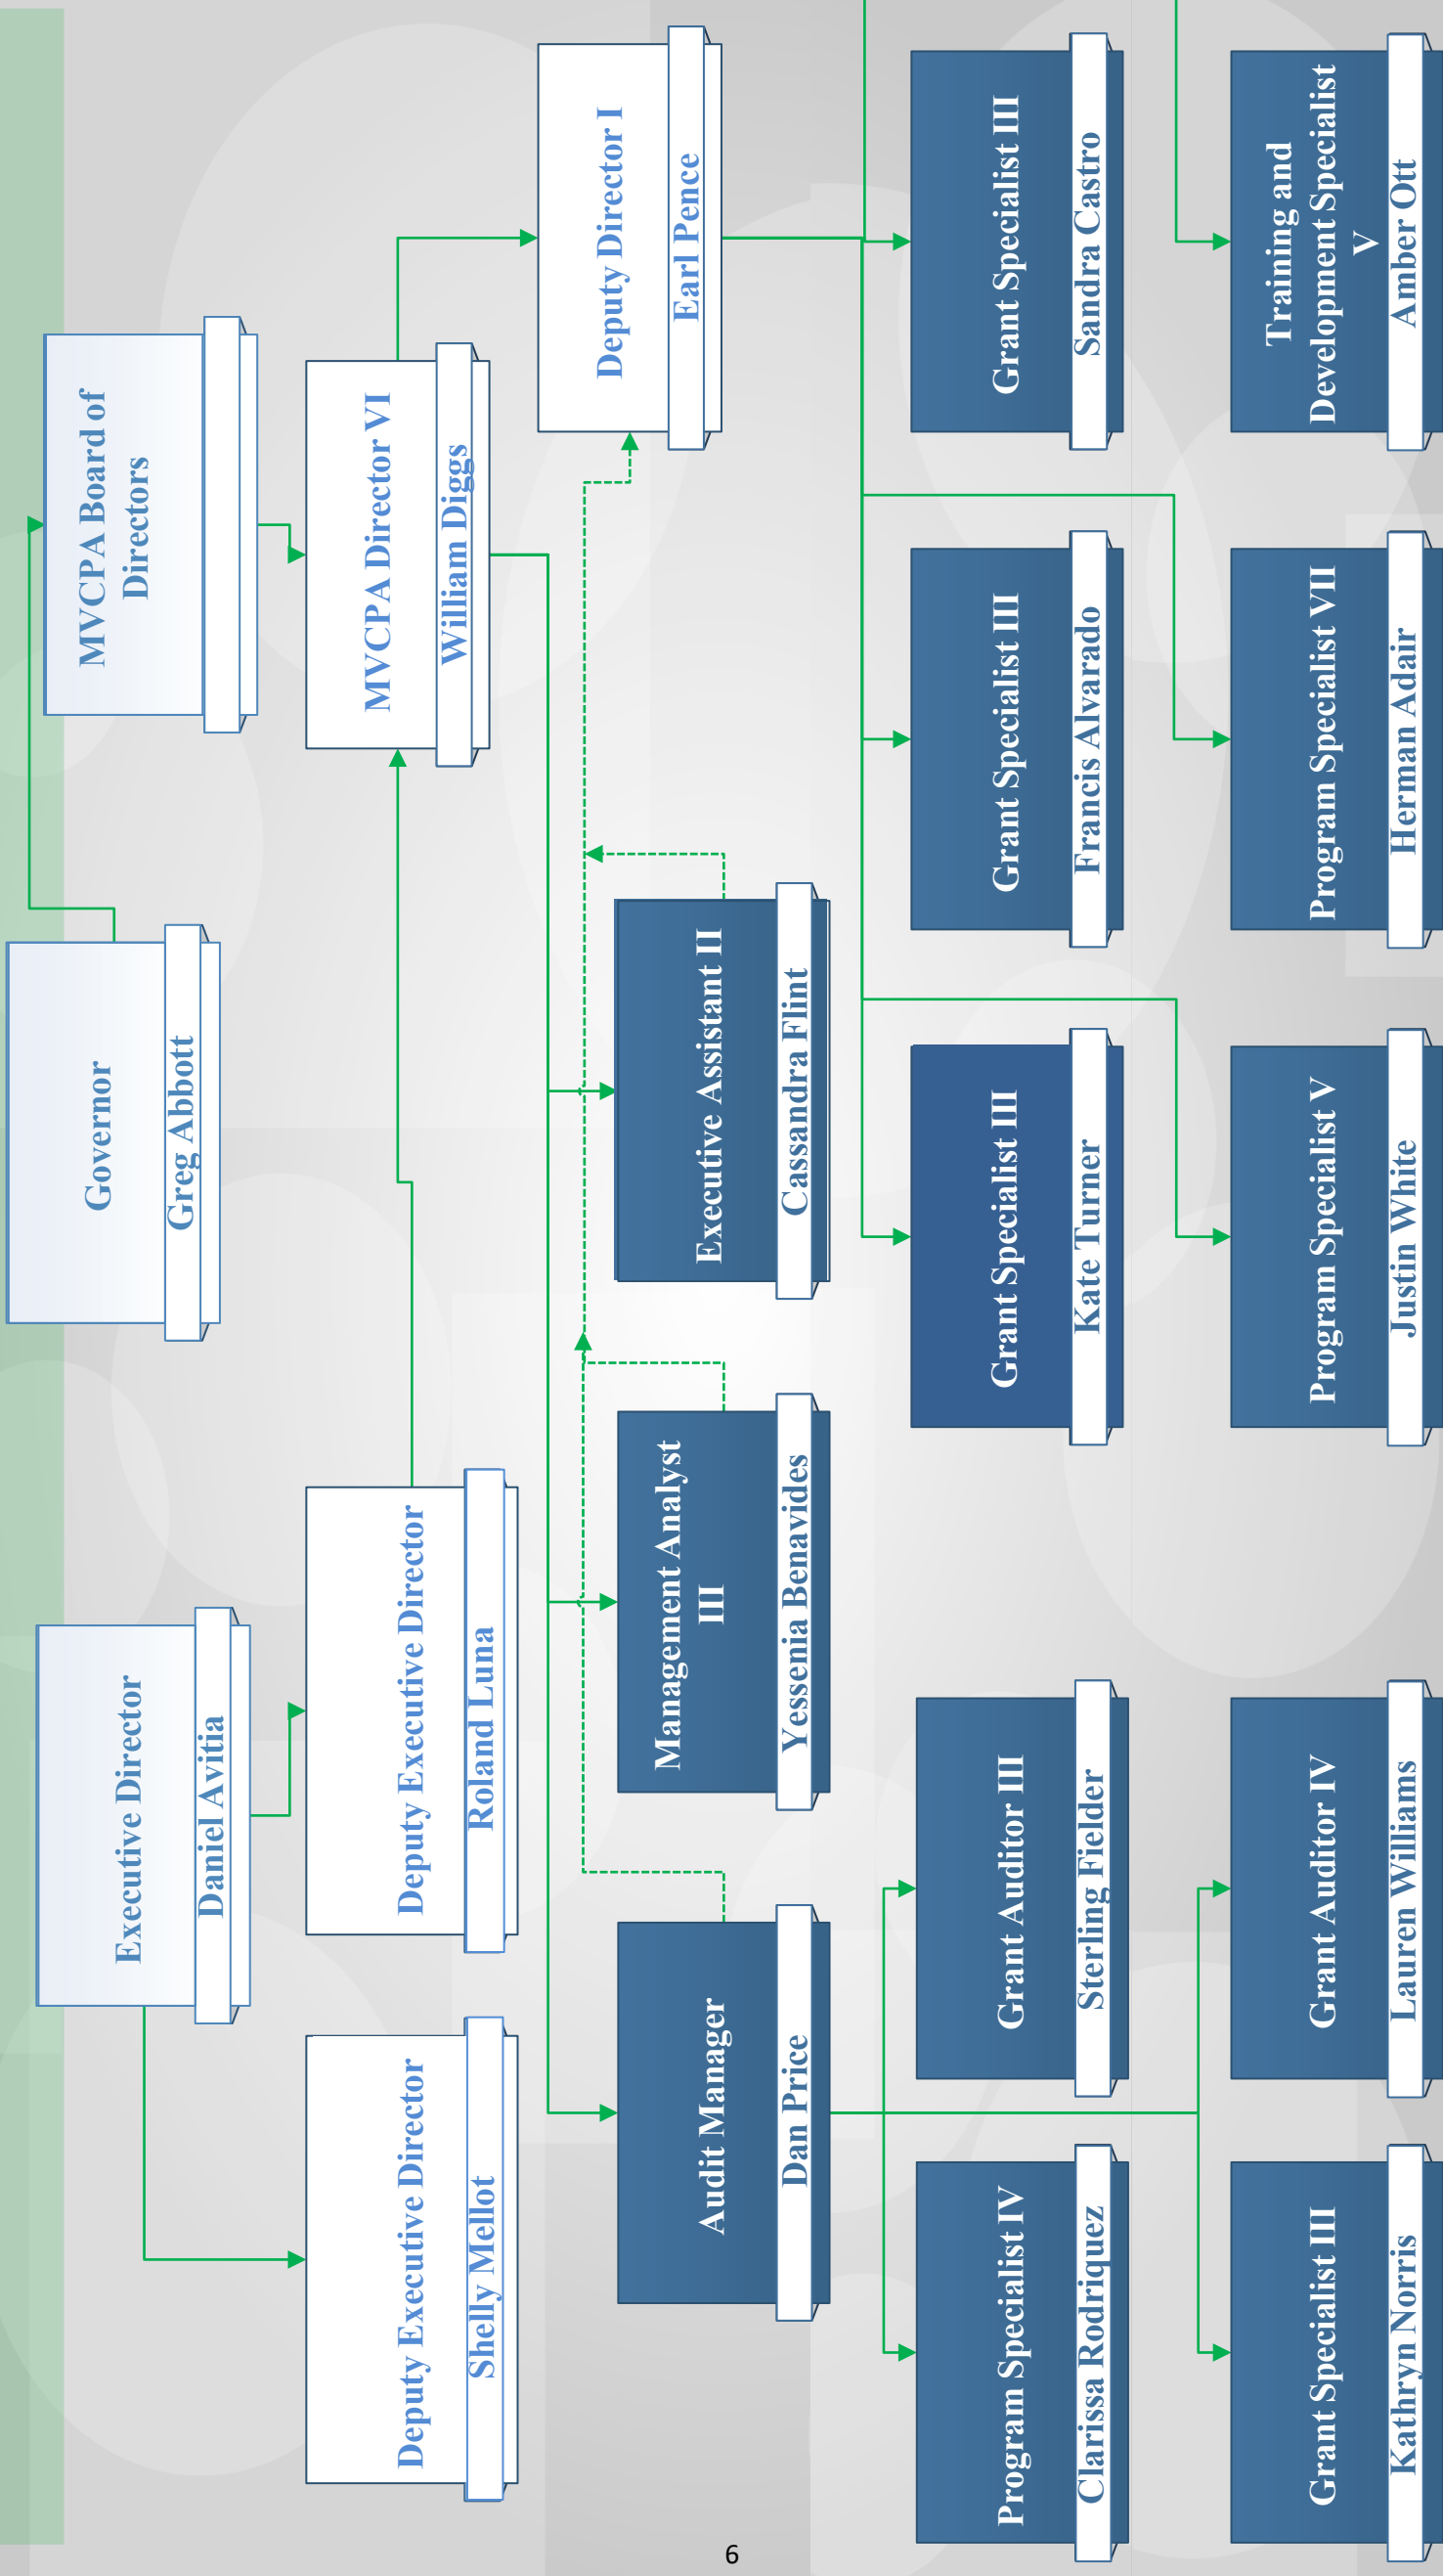 Executive Director
Daniel Avitia
Governor
Greg Abbott
MVCPA Board of
Directors
Deputy Executive Director
Shelly Mellot
Deputy Executive Director
Roland Luna
MVCPA Director VI
William Diggs
Deputy Director I
Earl Pence
Audit Manager
Dan Price
Management Analyst
III
Yessenia Benavides
Executive Assistant II
Cassandra Flint
Program Specialist IV
Clarissa Rodriquez
Grant Auditor III
Sterling Fielder
Grant Specialist III
Kate Turner
Grant Specialist III
Francis Alvarado
Grant Specialist III
Sandra Castro
Grant Specialist III
Kathryn Norris
Grant Auditor IV
Lauren Williams
Program Specialist V
Justin White
Program Specialist VII
Herman Adair
Training and
Development Specialist
V
Amber Ott
6